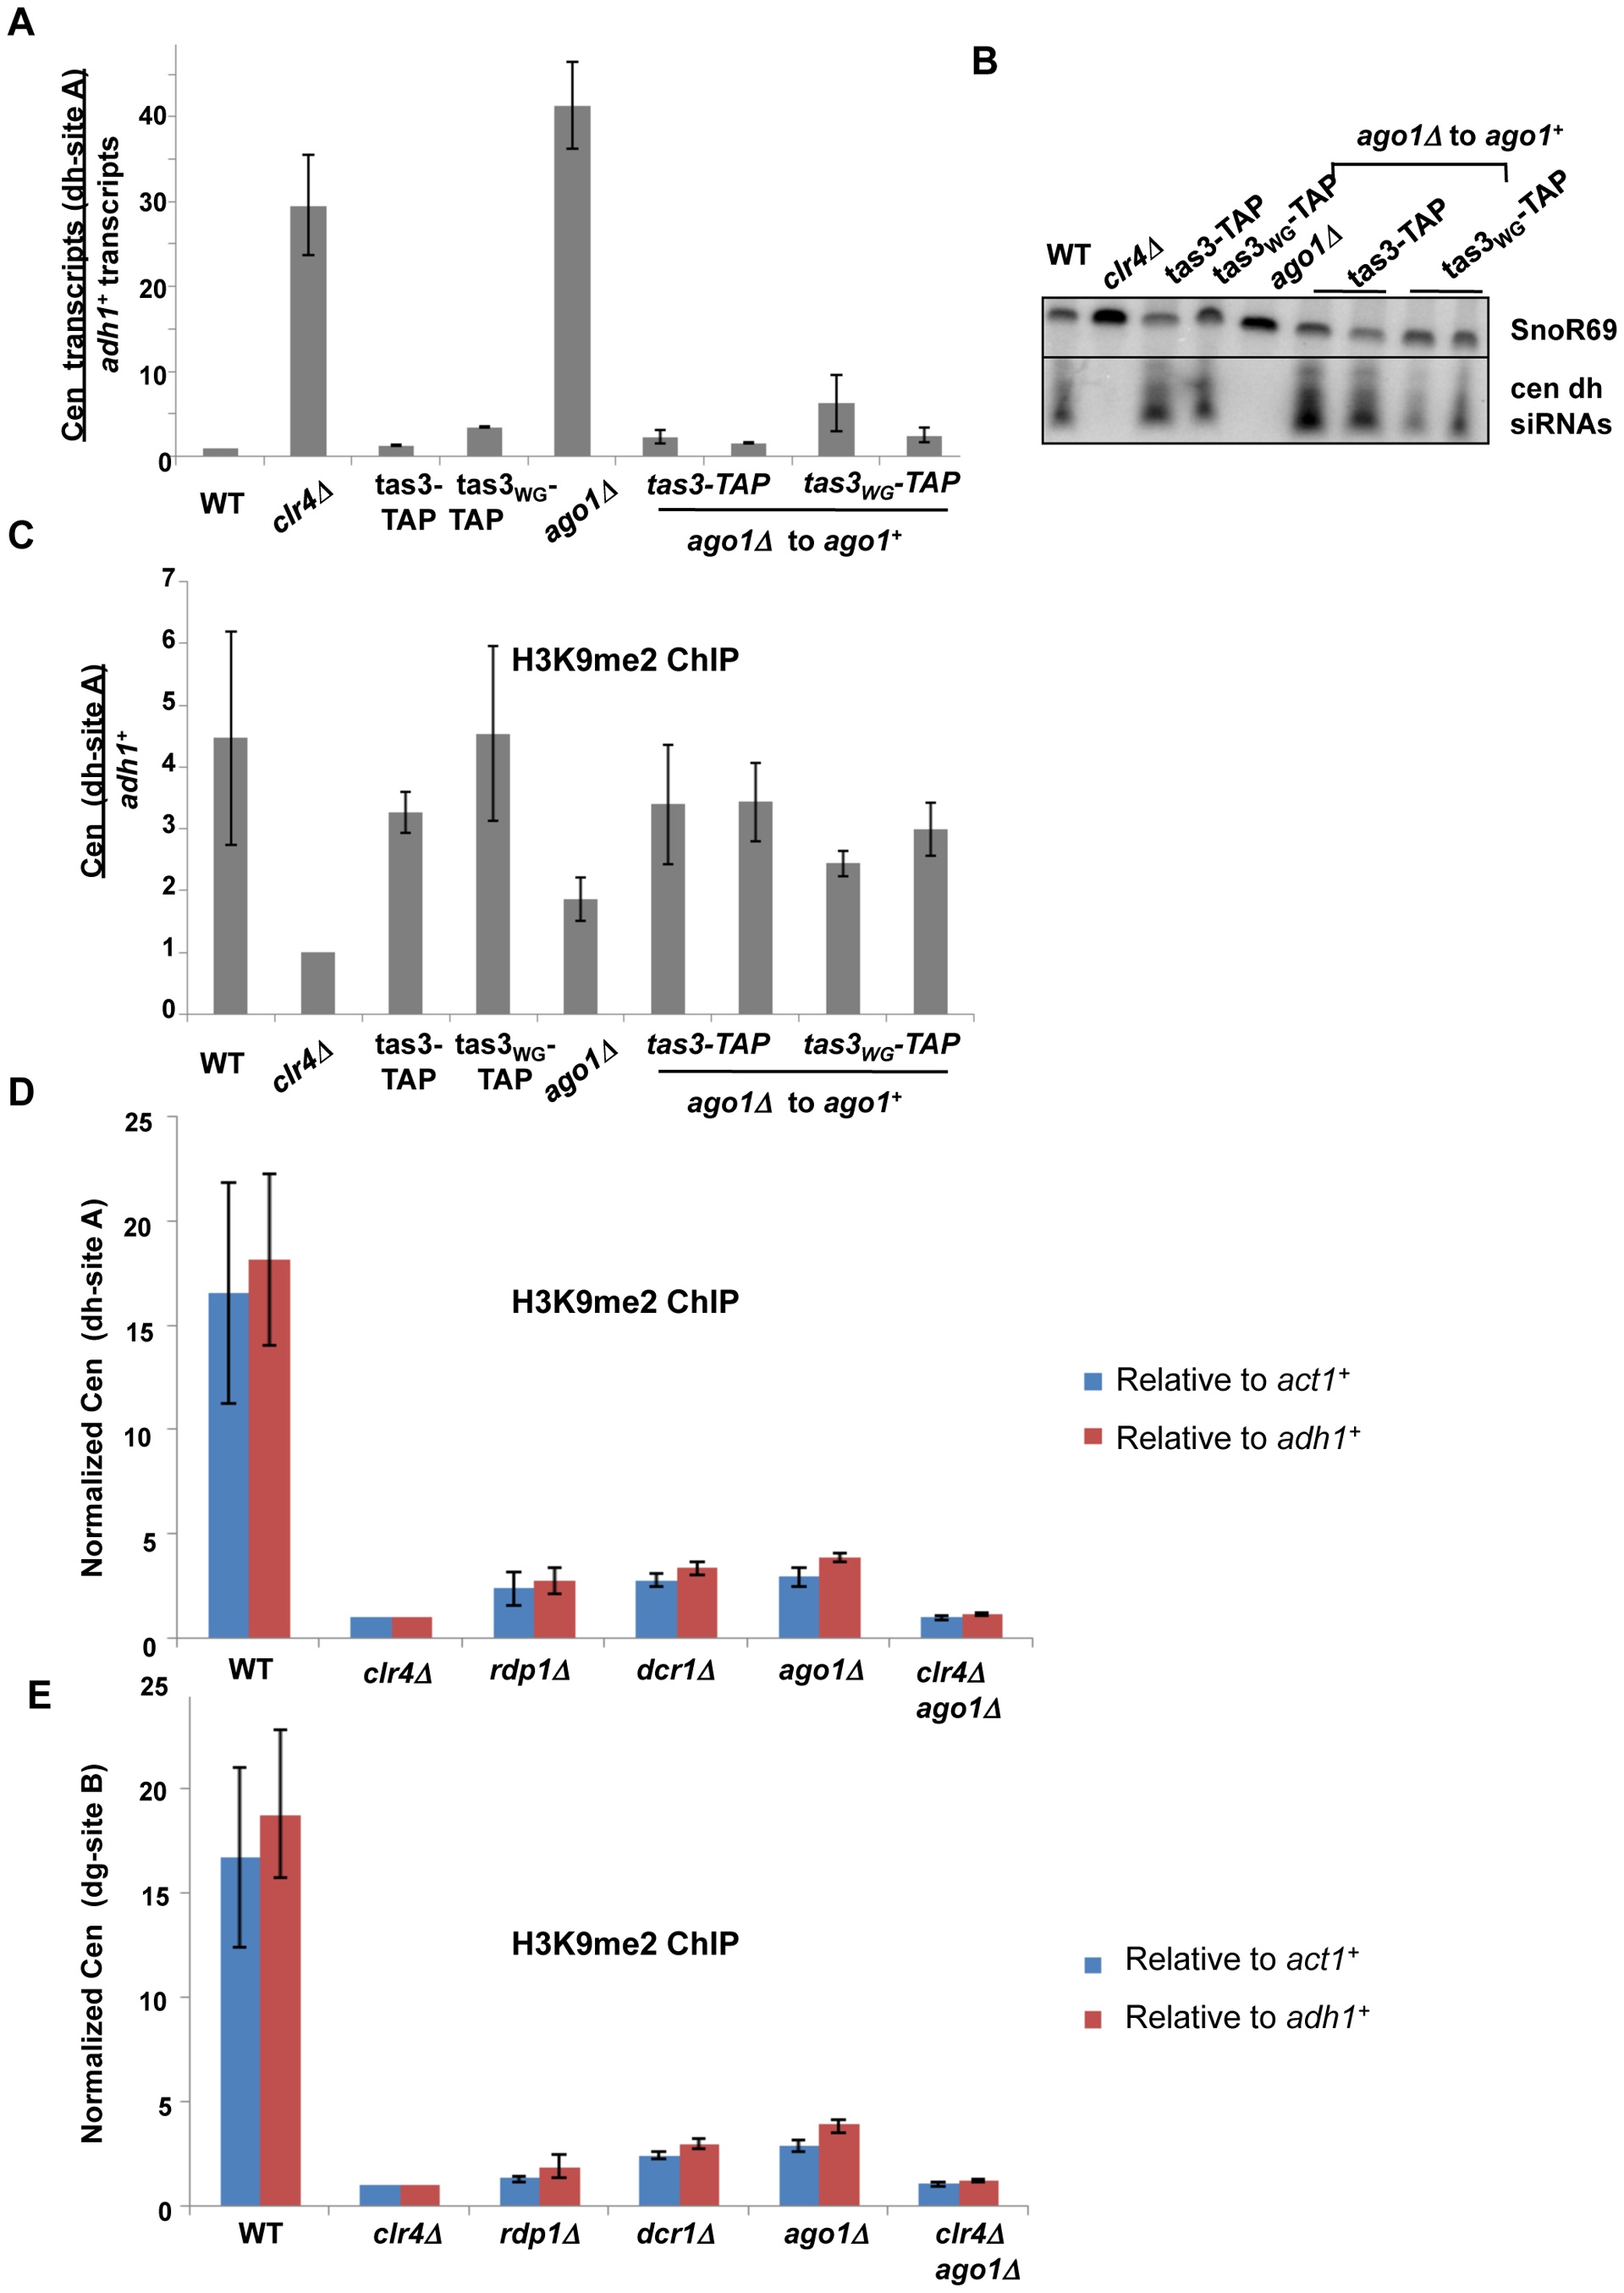 A
Cen transcripts (dh-site A)
adh1+ transcripts
40
30
20
10
0
WT
clr4Δ
tas3-
TAP
tas3WG-
TAP
ago1Δ
tas3-TAP
tas3WG-TAP
ago1Δ to ago1+
B
ago1Δ to ago1+
WT
clr4Δ
tas3-TAP
tas3WG-TAP
ago1Δ
tas3-TAP
tas3WG-TAP
SnoR69
cen dh
siRNAs
C
Cen (dh-site A)
adh1+
7
6
5
4
3
2
1
0
H3K9me2 ChIP
WT
clr4Δ
tas3-
TAP
tas3WG-
TAP
ago1Δ
tas3-TAP
tas3WG-TAP
ago1Δ to ago1+
D
Normalized Cen (dh-site A)
25
20
15
10
5
0
H3K9me2 ChIP
Relative to act1+
Relative to adh1+
WT
clr4Δ
rdp1Δ
dcr1Δ
ago1Δ
clr4Δ
ago1Δ
E
Normalized Cen (dg-site B)
25
20
15
10
5
0
H3K9me2 ChIP
Relative to act1+
Relative to adh1+
WT
clr4Δ
rdp1Δ
dcr1Δ
ago1Δ
clr4Δ
ago1Δ